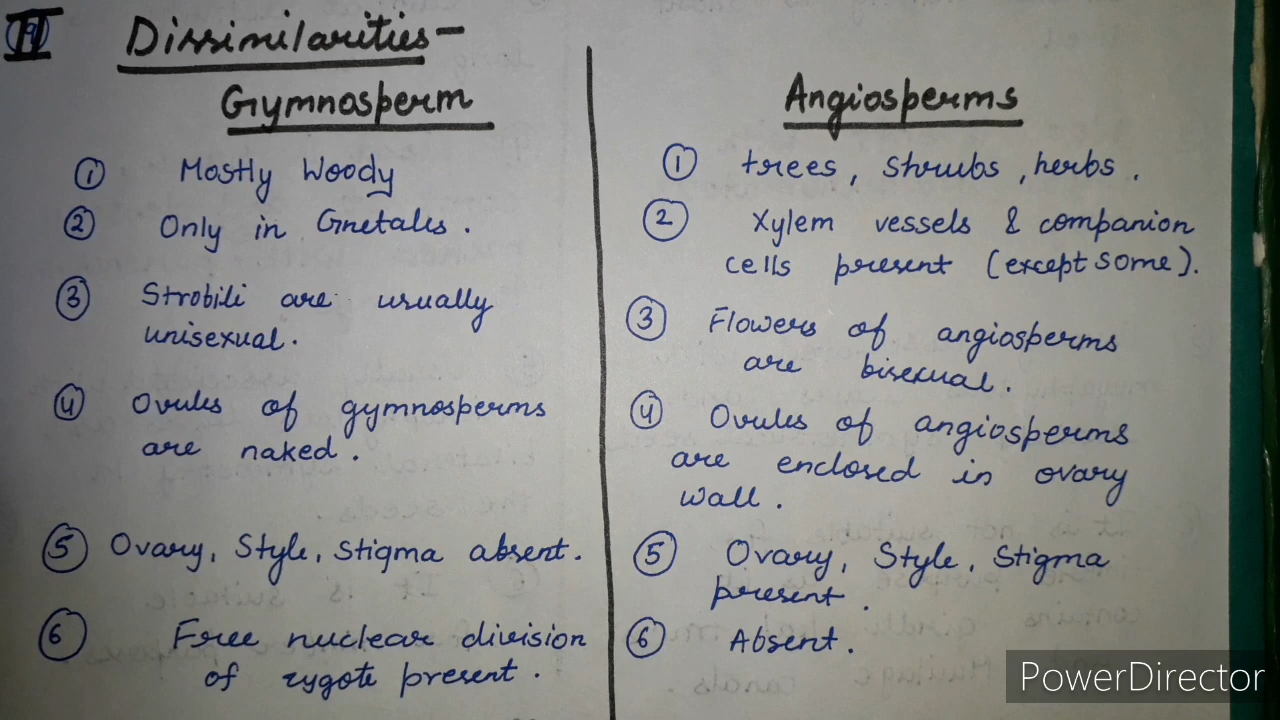 II Dissimilarities-
Gymnosperm
① Mostly Woody
② Only in Gnetales.
③ Strobili are usually
unisexual.
④ Ovules of gymnosperms
are naked.
⑤ Ovary, Style, Stigma absent.
⑥ Free nuclear division
of zygote present.
Angiosperms
① trees, Shrubs, herbs.
② Xylem vessels & companion
cells present (except some).
③ Flowers of angiosperms
are bisexual.
④ Ovules of angiosperms
are enclosed in ovary
wall.
⑤ Ovary, Style, Stigma
present.
⑥ Absent.
PowerDirector